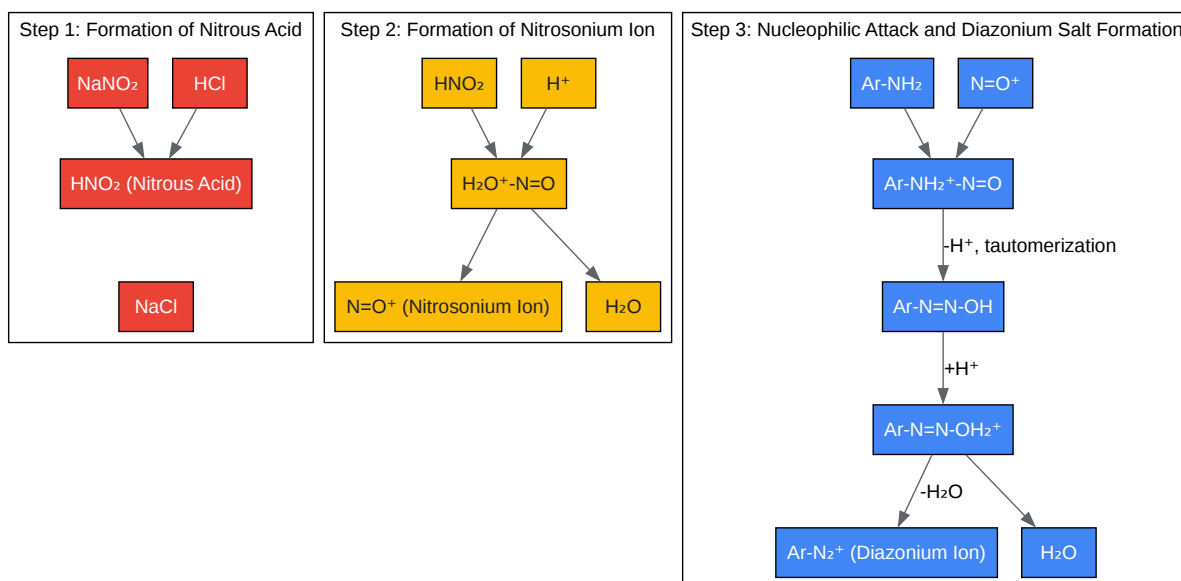 Step 1: Formation of Nitrous Acid
NaNO₂
HCl
HNO₂ (Nitrous Acid)
NaCl
Step 2: Formation of Nitrosonium Ion
HNO₂
H⁺
H₂O⁺-N=O
N=O⁺ (Nitrosonium Ion)
H₂O
Step 3: Nucleophilic Attack and Diazonium Salt Formation
Ar-NH₂
N=O⁺
Ar-NH₂⁺-N=O
-H⁺, tautomerization
Ar-N=N-OH
+H⁺
Ar-N=N-OH₂⁺
-H₂O
Ar-N₂⁺ (Diazonium Ion)
H₂O